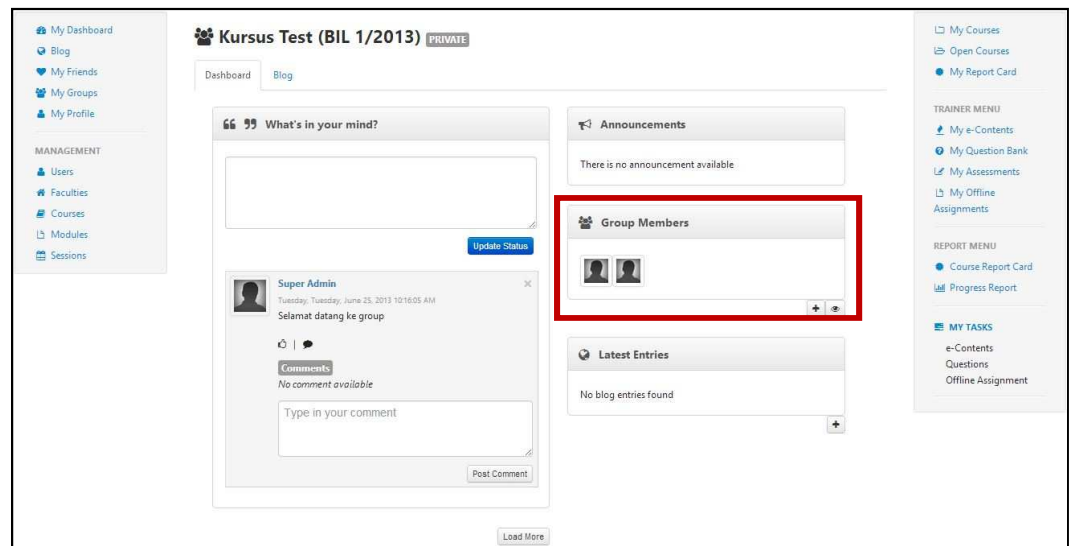 My Dashboard
Blog
My Friends
My Groups
My Profile
MANAGEMENT
Users
Faculties
Courses
Modules
Sessions
Kursus Test (BIL 1/2013) PRIVATE
Dashboard Blog
What's in your mind?
Update Status
Super Admin
Tuesday, Tuesday, June 25, 2013 10:16:05 AM
Selamat datang ke group
Comments
No comment available
Type in your comment
Post Comment
Load More
Announcements
There is no announcement available
Group Members
Latest Entries
No blog entries found
My Courses
Open Courses
My Report Card
TRAINER MENU
My e-Contents
My Question Bank
My Assessments
My Offline
Assignments
REPORT MENU
Course Report Card
Progress Report
MY TASKS
e-Contents
Questions
Offline Assignment